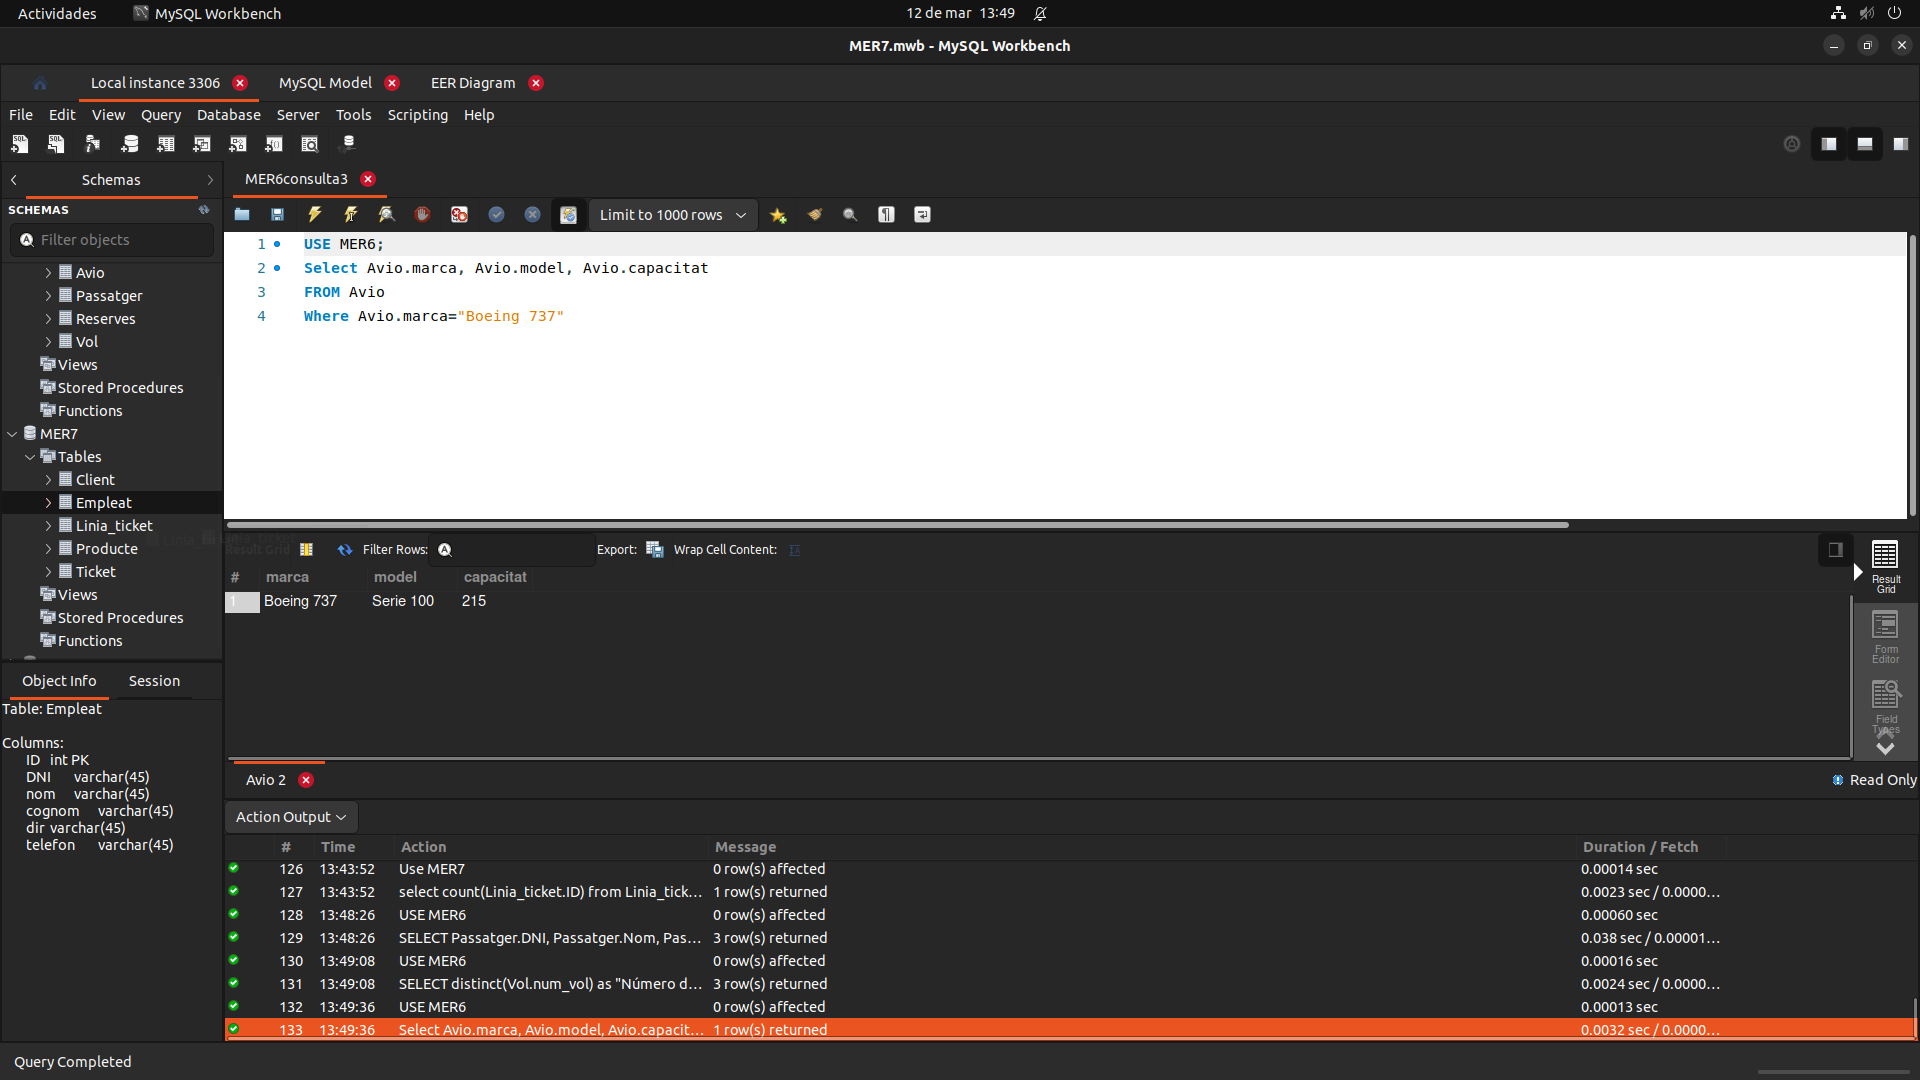 Actividades
MySQL Workbench
12 de mar 13:49
MER7.mwb - MySQL Workbench
Local instance 3306
MySQL Model
EER Diagram
File Edit View Query Database Server Tools Scripting Help
Schemas
MER6consulta3
SCHEMAS
Filter objects
Limit to 1000 rows
Avio
Passatger
Reserves
Vol
Views
Stored Procedures
Functions
MER7
Tables
Client
Empleat
Linia_ticket
Producte
Ticket
Views
Stored Procedures
Functions
1 USE MER6;
2 Select Avio.marca, Avio.model, Avio.capacitat
3 FROM Avio
4 Where Avio.marca="Boeing 737"
Result Grid Filter Rows: Export: Wrap Cell Content:
# marca model capacitat
1 Boeing 737 Serie 100 215
Result Grid
Form Editor
Field Types
Avio 2
Read Only
Object Info Session
Table: Empleat
Columns:
ID int PK
DNI varchar(45)
nom varchar(45)
cognom varchar(45)
dir varchar(45)
telefon varchar(45)
Action Output
# Time Action Message Duration / Fetch
126 13:43:52 Use MER7 0 row(s) affected 0.00014 sec
127 13:43:52 select count(Linia_ticket.ID) from Linia_tick... 1 row(s) returned 0.0023 sec / 0.0000...
128 13:48:26 USE MER6 0 row(s) affected 0.00060 sec
129 13:48:26 SELECT Passatger.DNI, Passatger.Nom, Pas... 3 row(s) returned 0.038 sec / 0.00001...
130 13:49:08 USE MER6 0 row(s) affected 0.00016 sec
131 13:49:08 SELECT distinct(Vol.num_vol) as "Número d... 3 row(s) returned 0.0024 sec / 0.0000...
132 13:49:36 USE MER6 0 row(s) affected 0.00013 sec
133 13:49:36 Select Avio.marca, Avio.model, Avio.capacit... 1 row(s) returned 0.0032 sec / 0.0000...
Query Completed